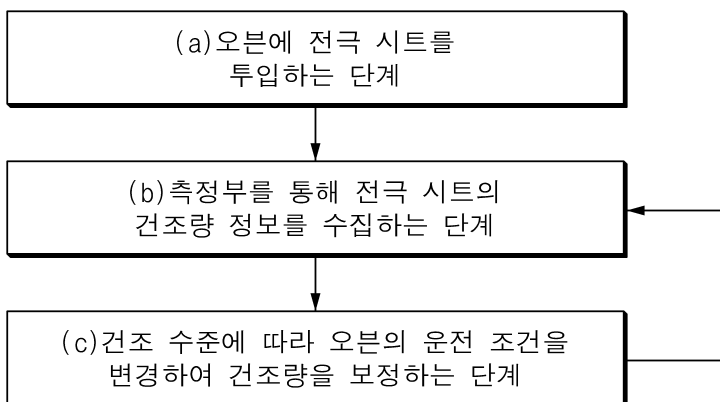 (a)오븐에 전극 시트를
투입하는 단계
(b)측정부를 통해 전극 시트의
건조량 정보를 수집하는 단계
(c)건조 수준에 따라 오븐의 운전 조건을
변경하여 건조량을 보정하는 단계